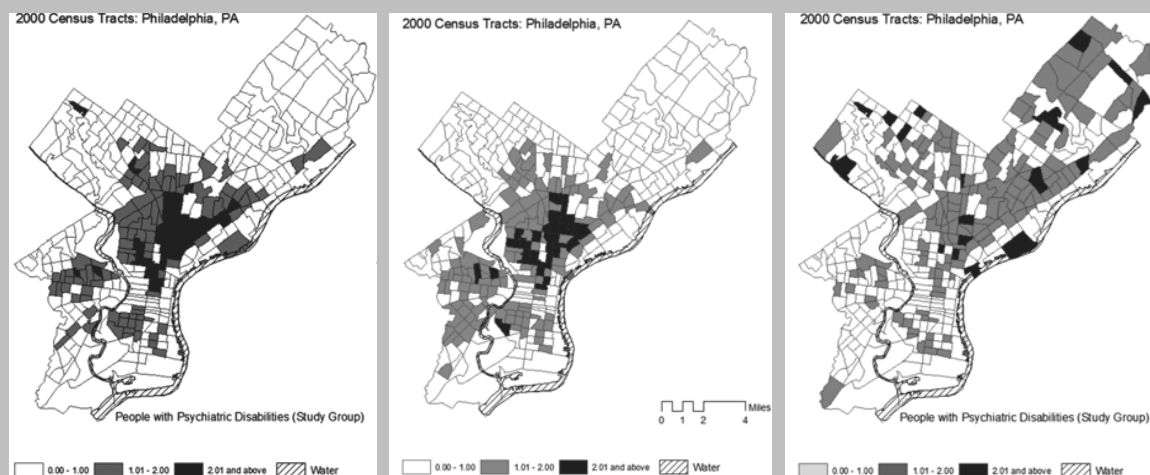 2000 Census Tracts: Philadelphia, PA
People with Psychiatric Disabilities (Study Group)
0.00 - 1.00 1.01 - 2.00 2.01 and above Water
2000 Census Tracts: Philadelphia, PA
Miles
0 1 2 4
0.00 - 1.00 1.01 - 2.00 2.01 and above Water
2000 Census Tracts: Philadelphia, PA
People with Psychiatric Disabilities (Study Group)
0.00 - 1.00 1.01 - 2.00 2.01 and above Water